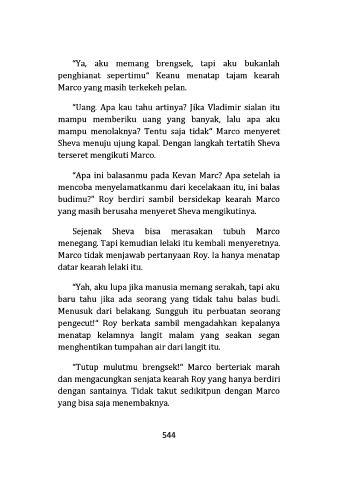 "Ya, aku memang brengsek, tapi aku bukanlah
penghianat sepertimu" Keanu menatap tajam kearah
Marco yang masih terkekeh pelan.
"Uang. Apa kau tahu artinya? Jika Vladimir sialan itu
mampu memberiku uang yang banyak, lalu apa aku
mampu menolaknya? Tentu saja tidak" Marco menyeret
Sheva menuju ujung kapal. Dengan langkah tertatih Sheva
terseret mengikuti Marco.
"Apa ini balasanmu pada Kevan Marc? Apa setelah ia
mencoba menyelamatkanmu dari kecelakaan itu, ini balas
budimu?" Roy berdiri sambil bersidekap kearah Marco
yang masih berusaha menyeret Sheva mengikutinya.
Sejenak Sheva bisa merasakan tubuh Marco
menegang. Tapi kemudian lelaki itu kembali menyeretnya.
Marco tidak menjawab pertanyaan Roy. Ia hanya menatap
datar kearah lelaki itu.
"Yah, aku lupa jika manusia memang serakah, tapi aku
baru tahu jika ada seorang yang tidak tahu balas budi.
Menusuk dari belakang. Sungguh itu perbuatan seorang
pengecut!" Roy berkata sambil mengadahkan kepalanya
menatap kelamnya langit malam yang seakan segan
menghentikan tumpahan air dari langit itu.
"Tutup mulutmu brengsek!" Marco berteriak marah
dan mengacungkan senjata kearah Roy yang hanya berdiri
dengan santainya. Tidak takut sedikitpun dengan Marco
yang bisa saja menembaknya.
544